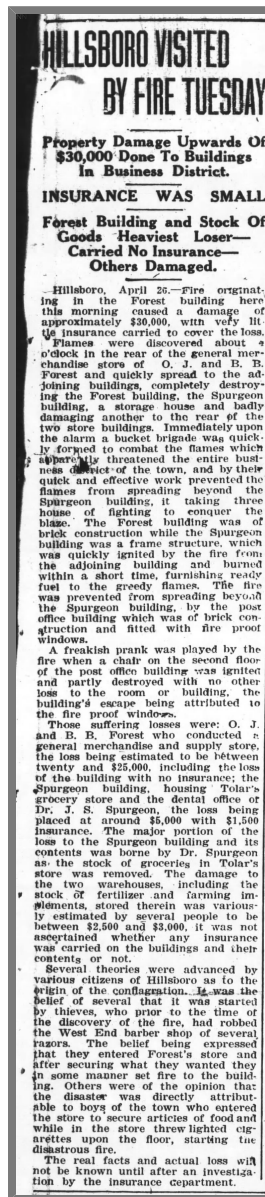 HILLSBORO VISITED
BY FIRE TUESDAY
Property Damage Upwards Of
$30,000 Done To Buildings
In Business District.
INSURANCE WAS SMALL
Forest Building and Stock Of
Goods Heaviest Loser—
Carried No Insurance—
Others Damaged.
Hillsboro, April 26.—Fire originat-
ing in the Forest building here
this morning caused a damage of
approximately $30,000, with very lit-
tle insurance carried to cover the loss.
Flames were discovered about 4
o'clock in the rear of the general mer-
chandise store of O. J. and B. B.
Forest and quickly spread to the ad-
joining buildings, completely destroy-
ing the Forest building, the Spurgeon
building, a storage house and badly
damaging another to the rear of the
two store buildings. Immediately upon
the alarm a bucket brigade was quick-
ly formed to combat the flames which
apparently threatened the entire busi-
ness district of the town, and by their
quick and effective work prevented the
flames from spreading beyond the
Spurgeon building, it taking three
house of fighting to conquer the
blaze. The Forest building was of
brick construction while the Spurgeon
building was a frame structure, which
was quickly ignited by the fire from
the adjoining building and burned
within a short time, furnishing ready
fuel to the greedy flames. The fire
was prevented from spreading beyond
the Spurgeon building, by the post
office building which was of brick con-
struction and fitted with fire proof
windows.
A freakish prank was played by the
fire when a chair on the second floor
of the post office building was ignited
and partly destroyed with no other
loss to the room or building, the
building's escape being attributed to
the fire proof windows.
Those suffering losses were: O. J.
and B. B. Forest who conducted a
general merchandise and supply store,
the loss being estimated to be between
twenty and $25,000, including the loss
of the building with no insurance; the
Spurgeon building, housing Tolar's
grocery store and the dental office of
Dr. J. S. Spurgeon, the loss being
placed at around $5,000 with $1,500
insurance. The major portion of the
loss to the Spurgeon building and its
contents was borne by Dr. Spurgeon
as the stock of groceries in Tolar's
store was removed. The damage to
the two warehouses, including the
stock of fertilizer and farming im-
plements, stored therein was various-
ly estimated by several people to be
between $2,500 and $3,000, it was not
ascertained whether any insurance
was carried on the buildings and their
contents or not.
Several theories were advanced by
various citizens of Hillsboro as to the
origin of the conflagration. It was the
belief of several that it was started
by thieves, who prior to the time of
the discovery of the fire, had robbed
the West End barber shop of several
razors. The belief being expressed
that they entered Forest's store and
after securing what they wanted they
in some manner set fire to the build-
ing. Others were of the opinion that
the disaster was directly attribut-
able to boys of the town who entered
the store to secure articles of food and
while in the store threw lighted cig-
arettes upon the floor, starting the
disastrous fire.
The real facts and actual loss will
not be known until after an investiga-
tion by the insurance department.